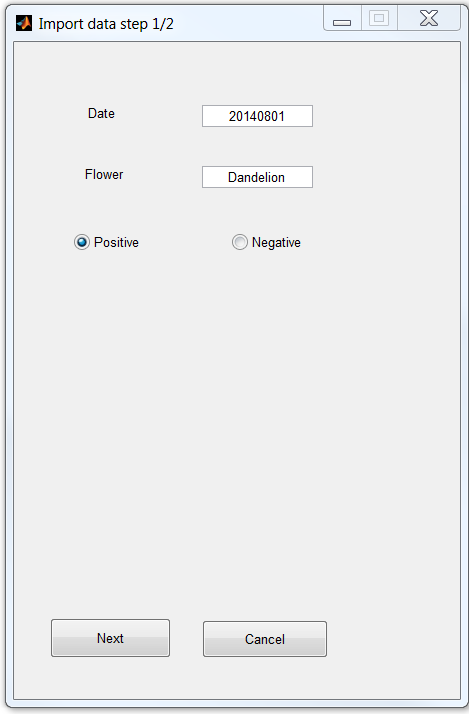 Import data step 1/2
Date 20140801
Flower Dandelion
Positive Negative
Next Cancel